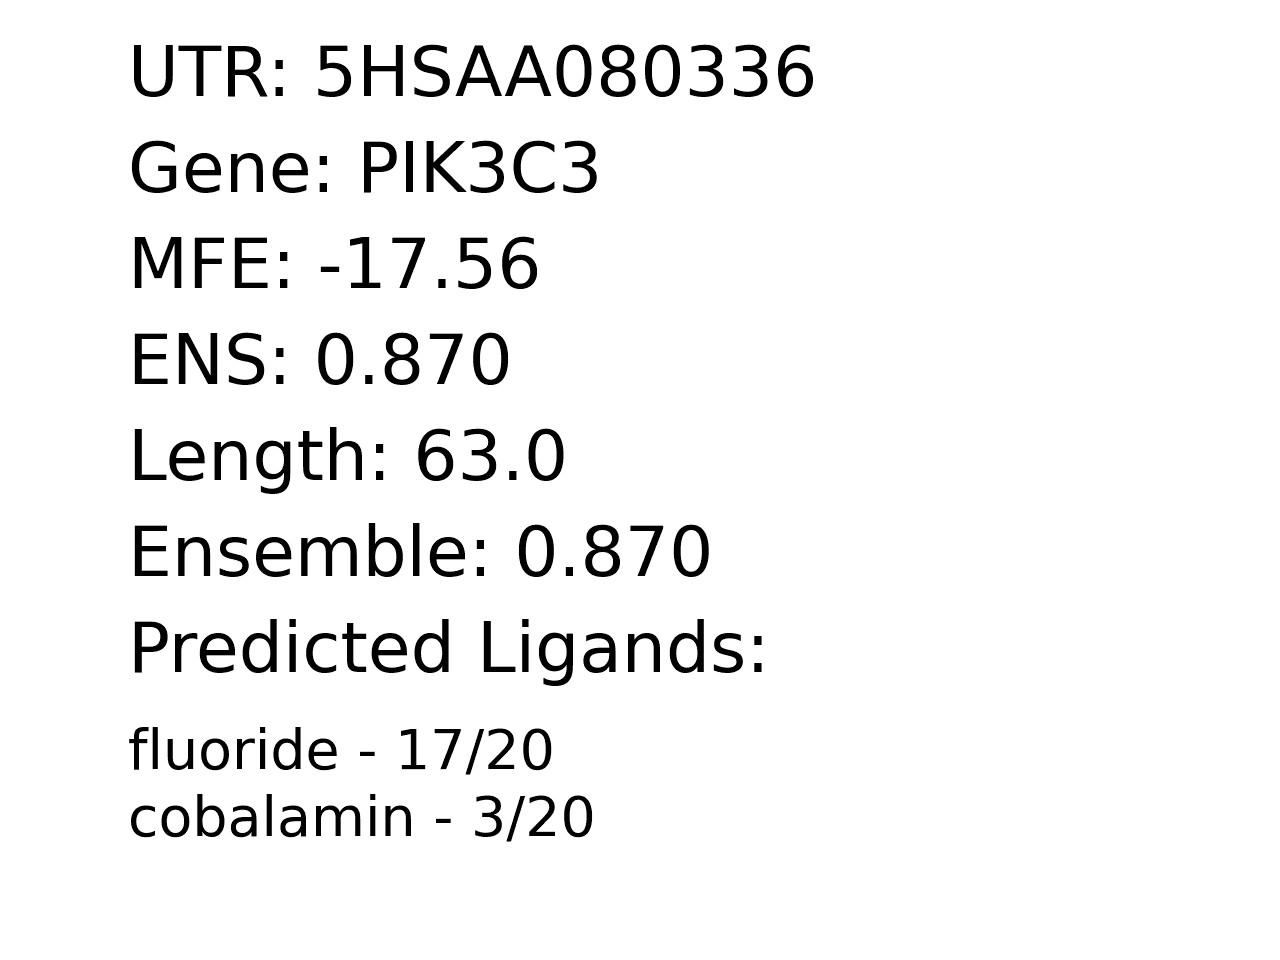 UTR: 5HSAA080336
Gene: PIK3C3
MFE: -17.56
ENS: 0.870
Length: 63.0
Ensemble: 0.870
Predicted Ligands:
fluoride - 17/20
cobalamin - 3/20